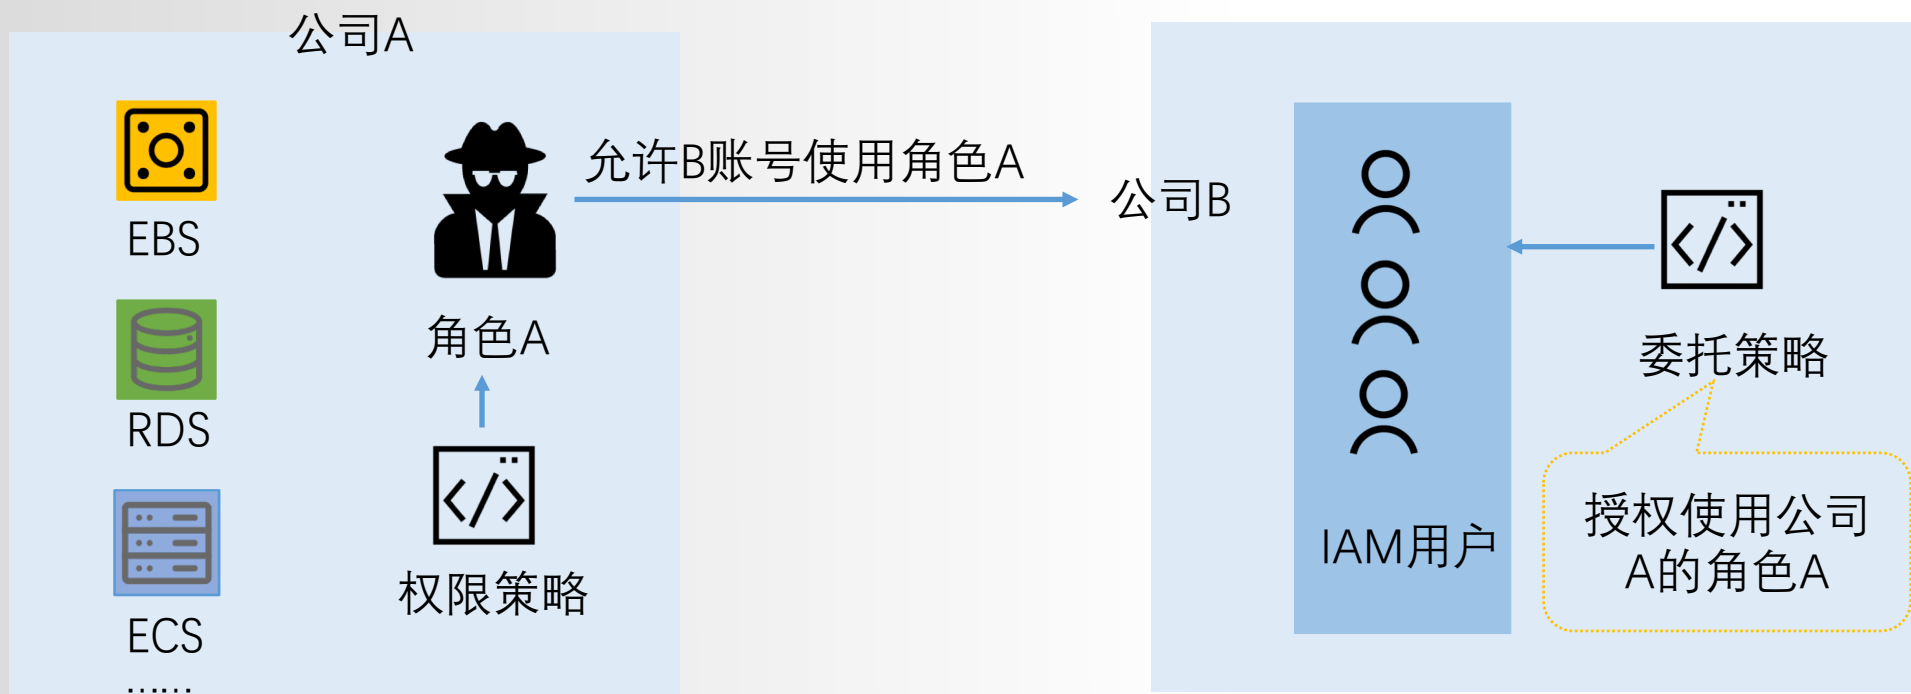 公司A
EBS
RDS
ECS
......
角色A
权限策略
允许B账号使用角色A
公司B
IAM用户
委托策略
授权使用公司
A的角色A